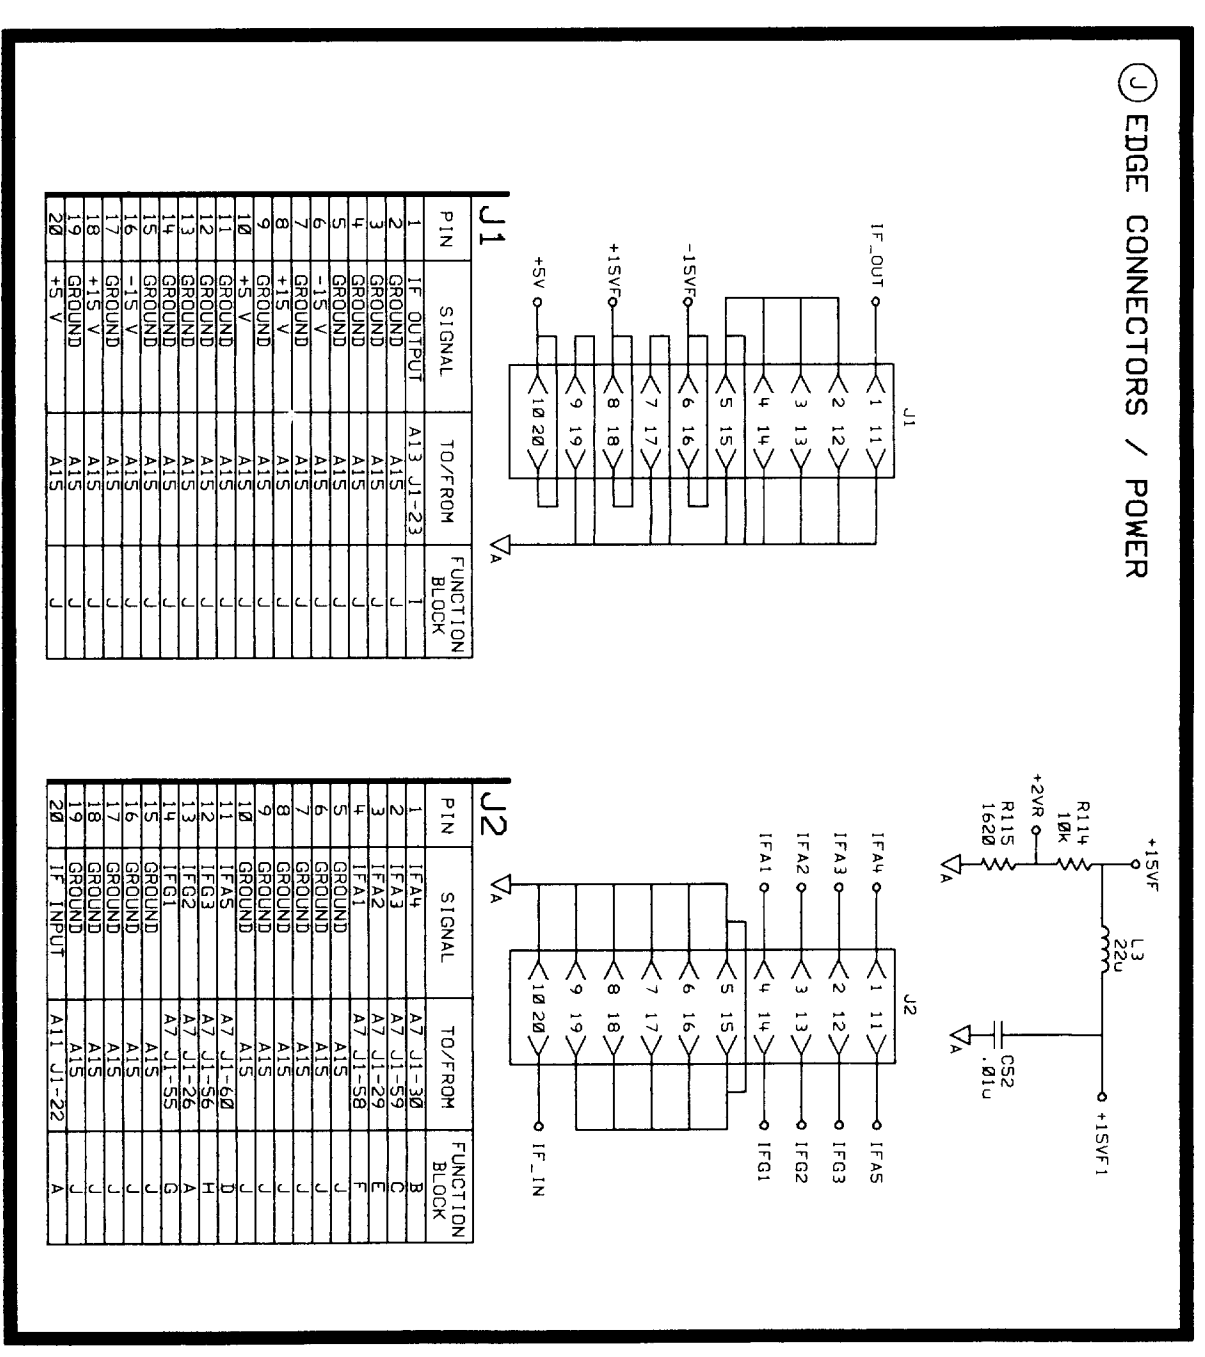 J EDGE CONNECTORS / POWER
+15VF
L3
22u
R114
10k
+2VR
R115
1620
A
C52
.01u
A
+15VF1
J1
IF_OUT
1 11
2 12
3 13
4 14
5 15
-15VF
6 16
7 17
+15VF
8 18
9 19
+5V
10 20
A
J2
IFA4 1 11 IFA5
IFA3 2 12 IFG3
IFA2 3 13 IFG2
IFA1 4 14 IFG1
5 15
6 16
7 17
8 18
9 19
10 20 IF_IN
A
J1
PIN SIGNAL TO/FROM FUNCTION BLOCK
1 IF OUTPUT A13 J1-23 I
2 GROUND A15 J
3 GROUND A15 J
4 GROUND A15 J
5 GROUND A15 J
6 -15 V A15 J
7 GROUND A15 J
8 +15 V A15 J
9 GROUND A15 J
10 +5 V A15 J
11 GROUND A15 J
12 GROUND A15 J
13 GROUND A15 J
14 GROUND A15 J
15 GROUND A15 J
16 -15 V A15 J
17 GROUND A15 J
18 +15 V A15 J
19 GROUND A15 J
20 +5 V A15 J
J2
PIN SIGNAL TO/FROM FUNCTION BLOCK
1 IFA4 A7 J1-30 B
2 IFA3 A7 J1-59 C
3 IFA2 A7 J1-29 E
4 IFA1 A7 J1-58 F
5 GROUND A15 J
6 GROUND A15 J
7 GROUND A15 J
8 GROUND A15 J
9 GROUND A15 J
10 GROUND A15 J
11 IFA5 A7 J1-60 D
12 IFG3 A7 J1-56 H
13 IFG2 A7 J1-26 A
14 IFG1 A7 J1-55 G
15 GROUND A15 J
16 GROUND A15 J
17 GROUND A15 J
18 GROUND A15 J
19 GROUND A15 J
20 IF INPUT A11 J1-22 A